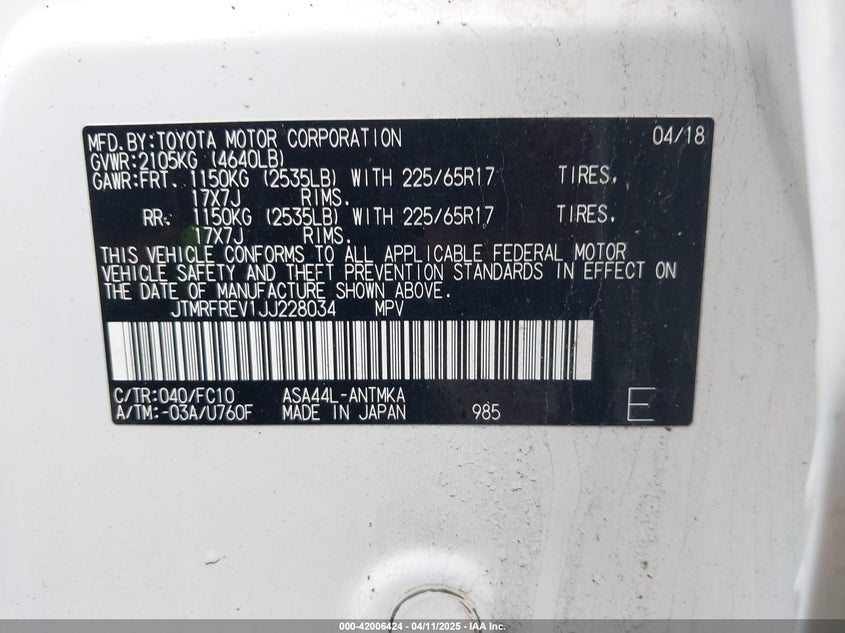 MFD.BY:TOYOTA MOTOR CORPORATION 04/18
GVWR:2105KG (4640LB)
GAWR:FRT. 1150KG (2535LB) WITH 225/65R17 TIRES,
17X7J RIMS.
RR. 1150KG (2535LB) WITH 225/65R17 TIRES,
17X7J RIMS.
THIS VEHICLE CONFORMS TO ALL APPLICABLE FEDERAL MOTOR
VEHICLE SAFETY AND THEFT PREVENTION STANDARDS IN EFFECT ON
THE DATE OF MANUFACTURE SHOWN ABOVE.
JTMRFREV1JJ228034 MPV
C/TR:040/FC10 ASA44L-ANTMKA
A/TM:-03A/U760F MADE IN JAPAN 985 E
000-42006424 - 04/11/2025 - IAA Inc.